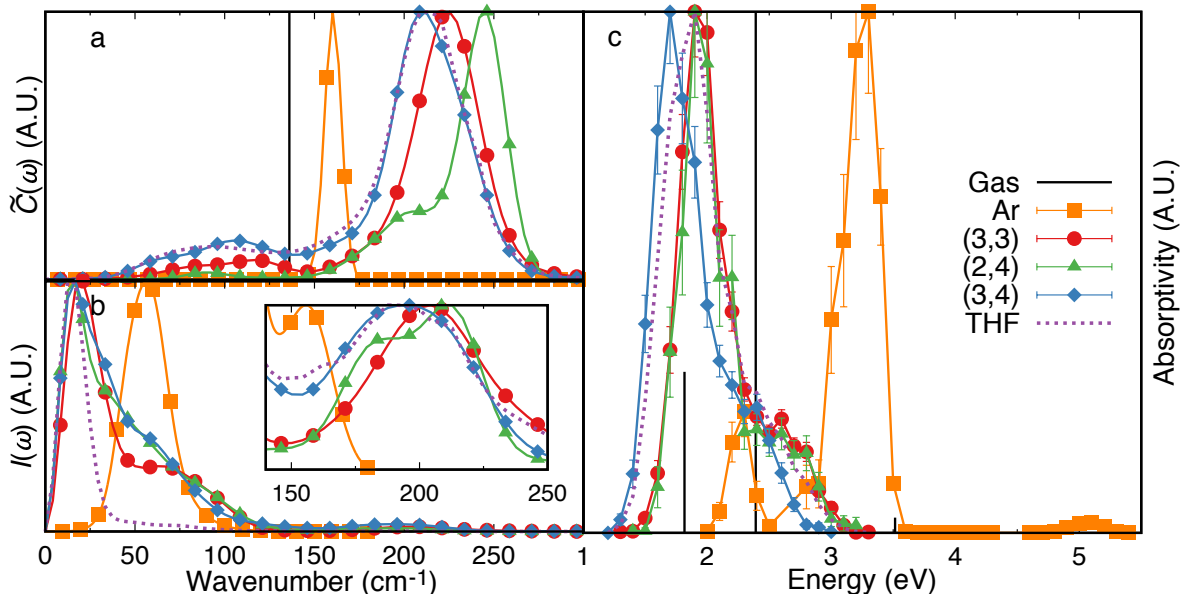 a
C̃(ω) (A.U.)
b
I(ω) (A.U.)
150 200 250
0 50 100 150 200 250
Wavenumber (cm-1)
c
Gas
Ar
(3,3)
(2,4)
(3,4)
THF
Absorptivity (A.U.)
1 2 3 4 5
Energy (eV)